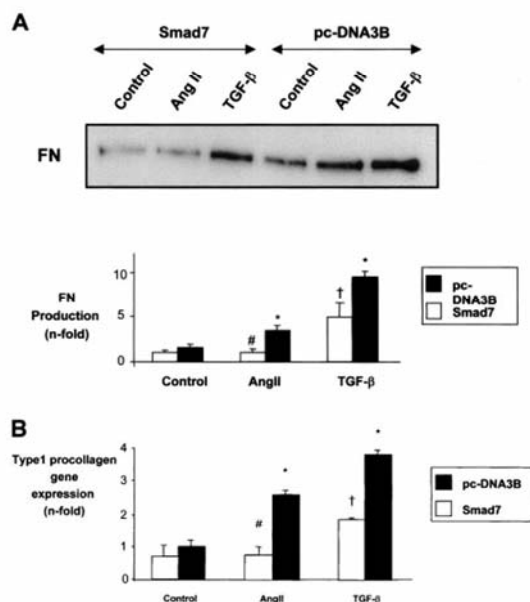 A
Smad7 pc-DNA3B
Control Ang II TGF-β Control Ang II TGF-β
FN
FN
Production
(n-fold)
10
5
0
*
†
*
#
Control AngII TGF-β
pc-
DNA3B
Smad7
B
Type1 procollagen
gene
expression
(n-fold)
4
3
2
1
0
*
*
†
#
Control AngII TGF-β
pc-DNA3B
Smad7